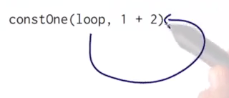 constOne(loop, 1 + 2)